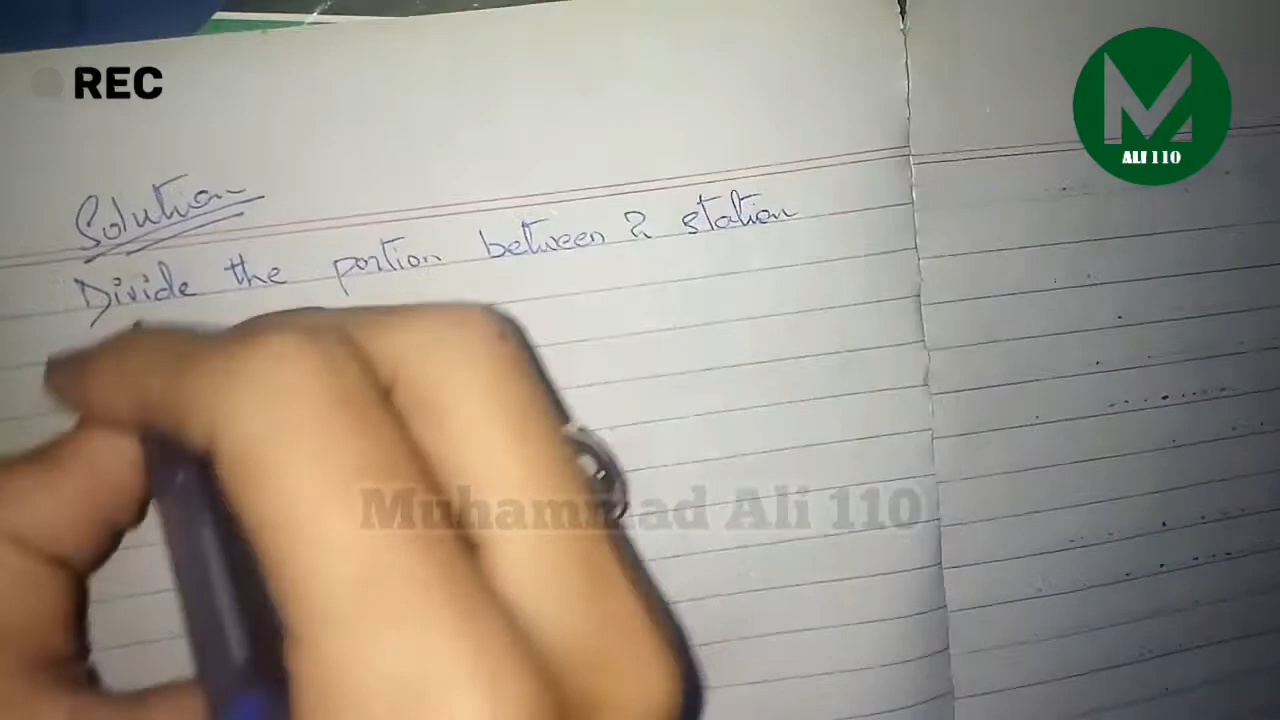 REC
M
ALI 110
Solution
Divide the portion between 2 station
Muhammad Ali 110